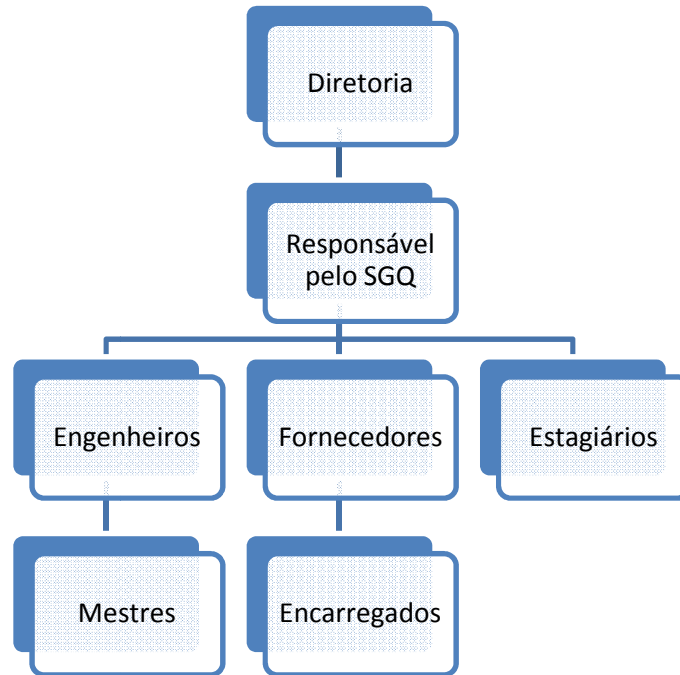 Diretoria
Responsável
pelo SGQ
Engenheiros
Fornecedores
Estagiários
Mestres
Encarregados